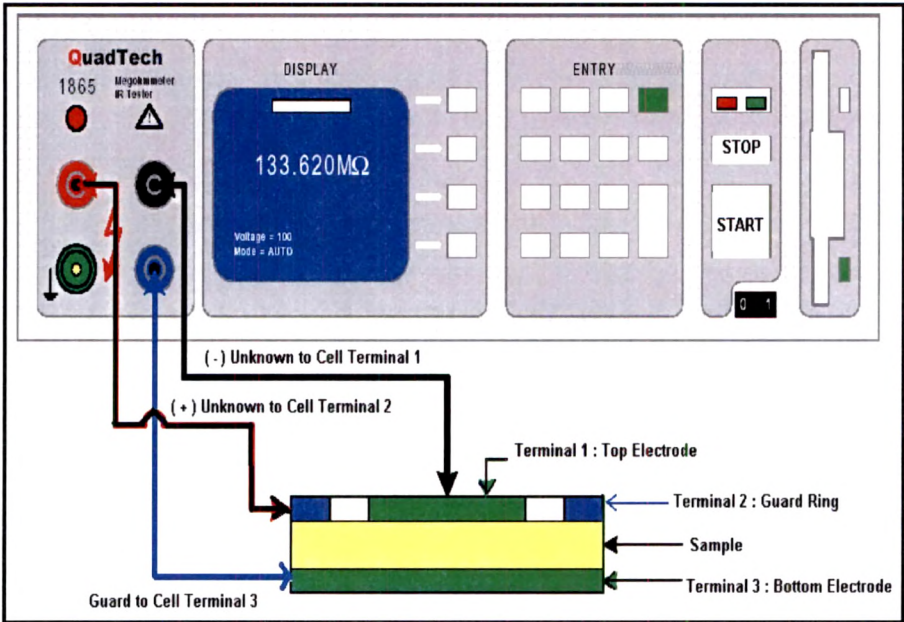 QuadTech
1865
Megohmmeter
IR Tester
DISPLAY
133.620MΩ
Voltage = 100
Mode = AUTO
ENTRY
STOP
START
0 1
( - ) Unknown to Cell Terminal 1
( + ) Unknown to Cell Terminal 2
Terminal 1 : Top Electrode
Terminal 2 : Guard Ring
Sample
Terminal 3 : Bottom Electrode
Guard to Cell Terminal 3